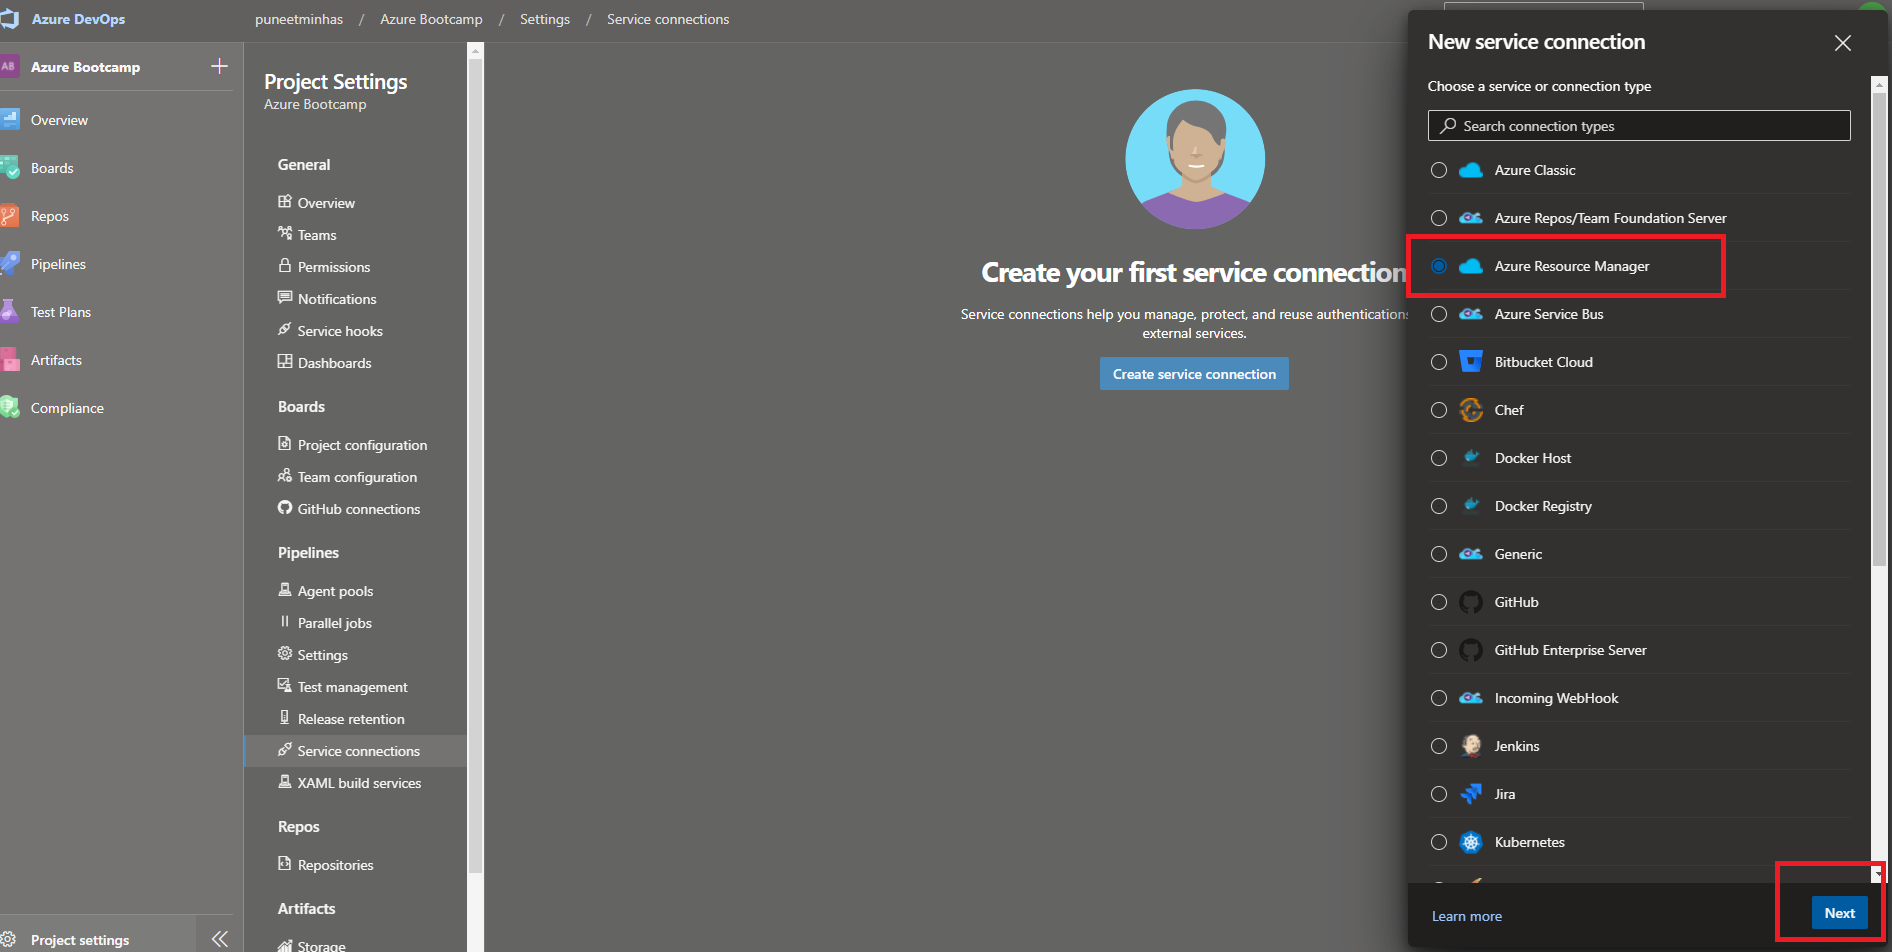 Azure DevOps
puneetminhas / Azure Bootcamp / Settings / Service connections
AB Azure Bootcamp
Overview
Boards
Repos
Pipelines
Test Plans
Artifacts
Compliance
Project settings
Project Settings
Azure Bootcamp
General
Overview
Teams
Permissions
Notifications
Service hooks
Dashboards
Boards
Project configuration
Team configuration
GitHub connections
Pipelines
Agent pools
Parallel jobs
Settings
Test management
Release retention
Service connections
XAML build services
Repos
Repositories
Artifacts
Storage
Create your first service connection
Service connections help you manage, protect, and reuse authentications
external services.
Create service connection
New service connection
Choose a service or connection type
Search connection types
Azure Classic
Azure Repos/Team Foundation Server
Azure Resource Manager
Azure Service Bus
Bitbucket Cloud
Chef
Docker Host
Docker Registry
Generic
GitHub
GitHub Enterprise Server
Incoming WebHook
Jenkins
Jira
Kubernetes
Learn more
Next